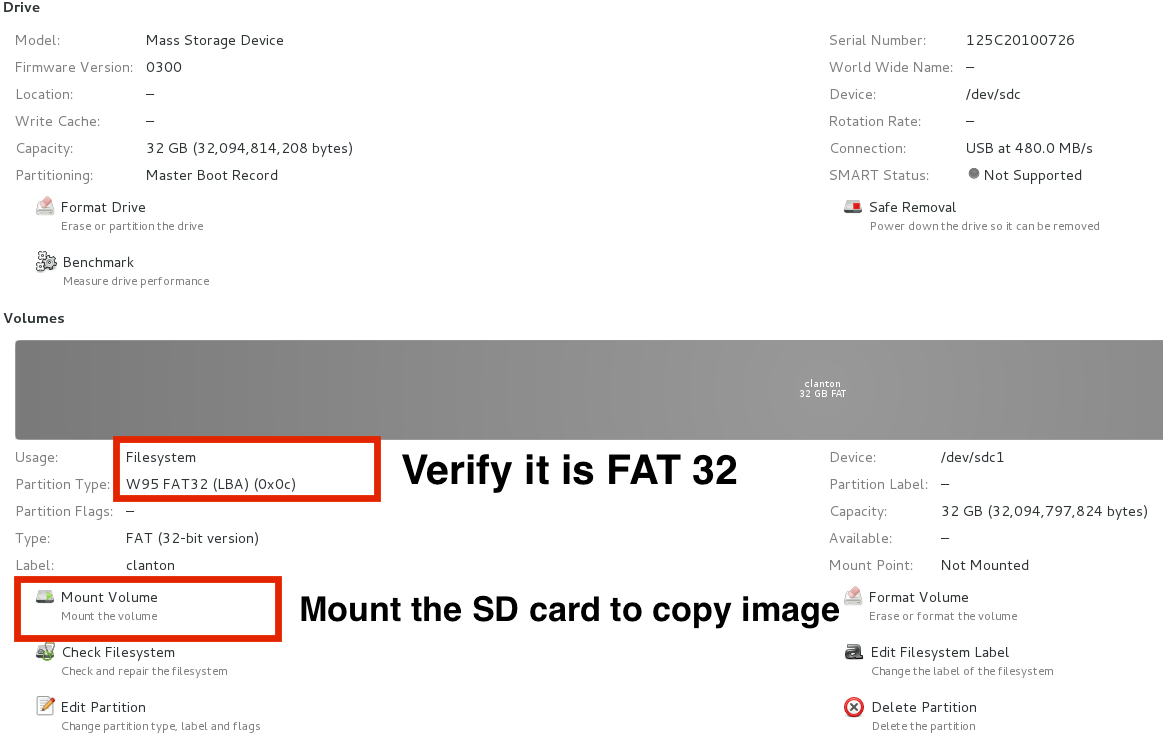 Drive
Model: Mass Storage Device Serial Number: 125C20100726
Firmware Version: 0300 World Wide Name: –
Location: – Device: /dev/sdc
Write Cache: – Rotation Rate: –
Capacity: 32 GB (32,094,814,208 bytes) Connection: USB at 480.0 MB/s
Partitioning: Master Boot Record SMART Status: Not Supported
Format Drive Safe Removal
Erase or partition the drive Power down the drive so it can be removed
Benchmark
Measure drive performance
Volumes
clanton
32 GB FAT
Usage: Filesystem Device: /dev/sdc1
Verify it is FAT 32
Partition Type: W95 FAT32 (LBA) (0x0c) Partition Label: –
Partition Flags: – Capacity: 32 GB (32,094,797,824 bytes)
Type: FAT (32-bit version) Available: –
Label: clanton Mount Point: Not Mounted
Mount Volume Format Volume
Mount the SD card to copy image
Mount the volume Erase or format the volume
Check Filesystem Edit Filesystem Label
Check and repair the filesystem Change the label of the filesystem
Edit Partition Delete Partition
Change partition type, label and flags Delete the partition